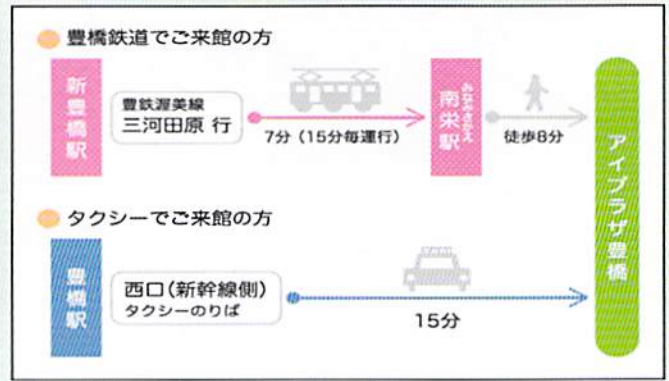 豊橋鉄道でご来館の方
新豊橋駅
豊鉄渥美線
三河田原 行
7分（15分毎運行）
みなみさかえ
南栄駅
徒歩8分
アイプラザ豊橋
タクシーでご来館の方
豊橋駅
西口(新幹線側)
タクシーのりば
TAXI
15分